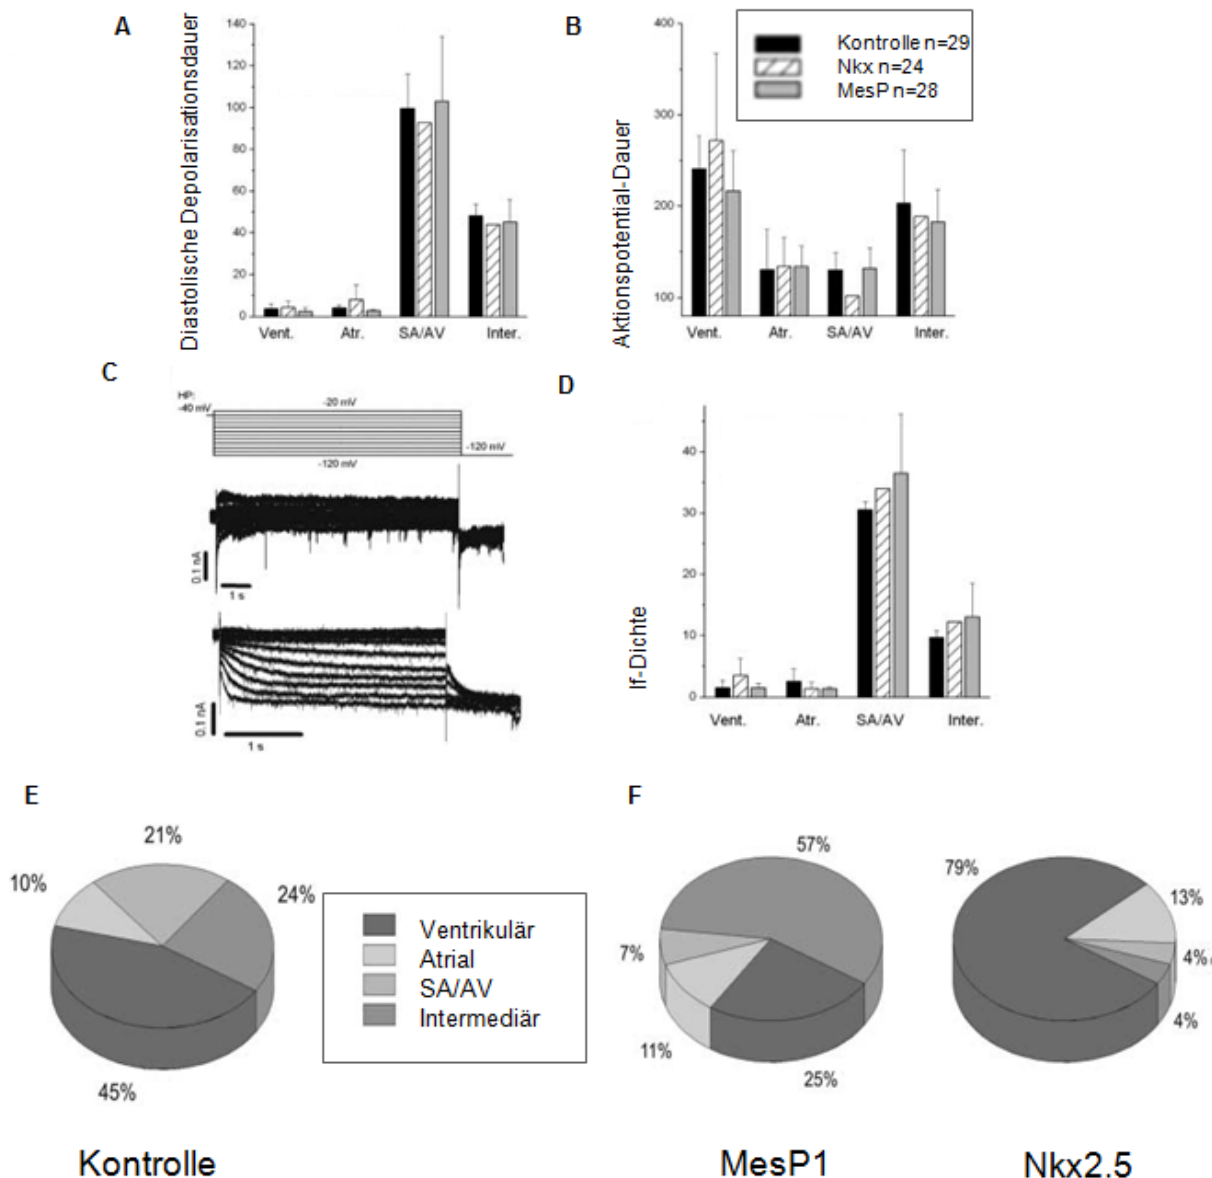 A
Diastolische Depolarisationsdauer
140
120
100
80
60
40
20
0
Vent. Atr. SA/AV Inter.
B
Aktionspotential-Dauer
400
300
200
100
Vent. Atr. SA/AV Inter.
Kontrolle n=29
Nkx n=24
MesP n=28
C
HP:
-40 mV
-20 mV
-120 mV
-120 mV
0.1 nA
1 s
0.1 nA
1 s
D
If-Dichte
40
30
20
10
0
Vent. Atr. SA/AV Inter.
E
21%
10%
24%
45%
Kontrolle
Ventrikulär
Atrial
SA/AV
Intermediär
F
57%
7%
11%
25%
MesP1
79%
13%
4%
4%
Nkx2.5